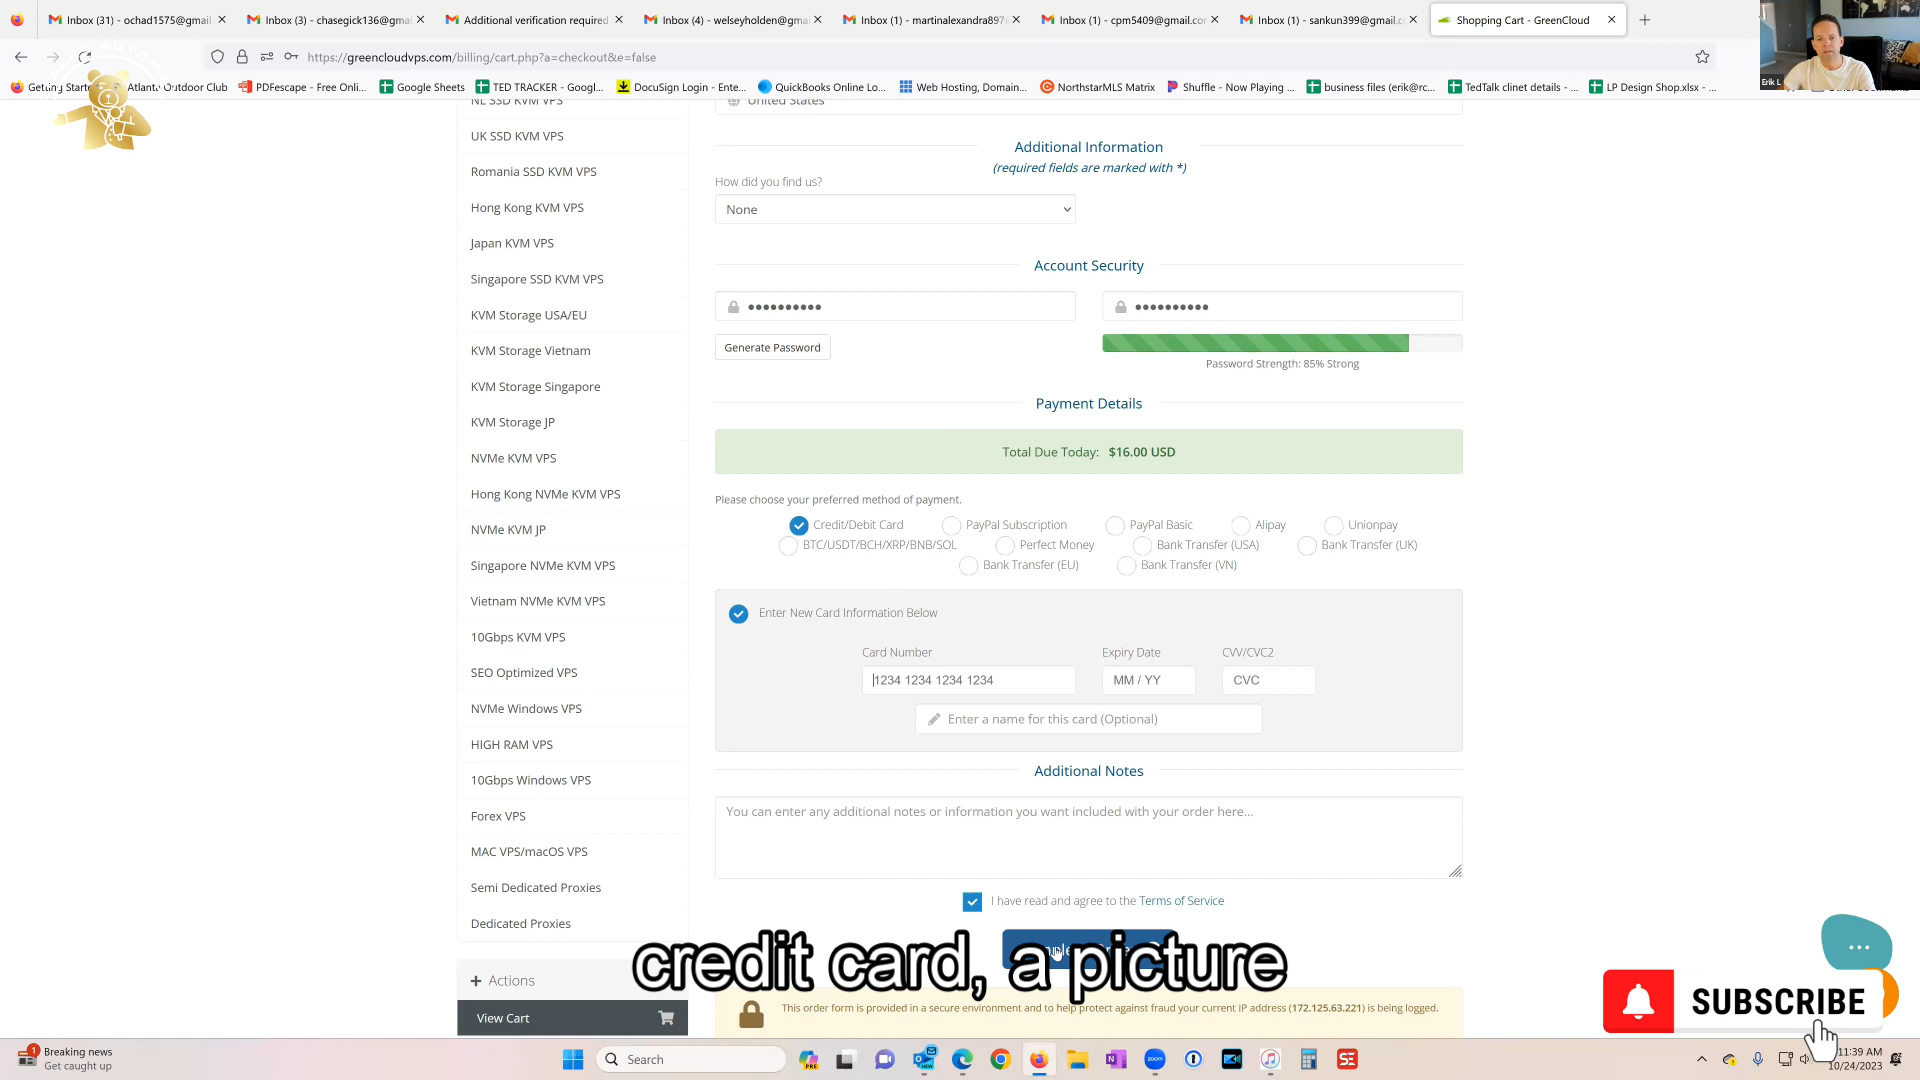 Inbox (31) - ochad1575@gmail.
Inbox (3) - chasegick136@gmai
Additional verification required
Inbox (4) - welseyholden@gma
Inbox (1) - martinalexandra897
Inbox (1) - cpm5409@gmail.co
Inbox (1) - sankun399@gmail.c
Shopping Cart - GreenCloud
https://greencloudvps.com/billing/cart.php?a=checkout&e=false
Erik L
Atlanta Outdoor Club
PDFescape - Free Onli...
Google Sheets
TED TRACKER - Googl...
DocuSign Login - Ente...
QuickBooks Online Lo...
Web Hosting, Domain...
NorthstarMLS Matrix
Shuffle - Now Playing ...
business files (erik@rc...
TedTalk clinet details - ...
LP Design Shop.xlsx - ...
NL SSD KVM VPS
UK SSD KVM VPS
Romania SSD KVM VPS
Hong Kong KVM VPS
Japan KVM VPS
Singapore SSD KVM VPS
KVM Storage USA/EU
KVM Storage Vietnam
KVM Storage Singapore
KVM Storage JP
NVMe KVM VPS
Hong Kong NVMe KVM VPS
NVMe KVM JP
Singapore NVMe KVM VPS
Vietnam NVMe KVM VPS
10Gbps KVM VPS
SEO Optimized VPS
NVMe Windows VPS
HIGH RAM VPS
10Gbps Windows VPS
Forex VPS
MAC VPS/macOS VPS
Semi Dedicated Proxies
Dedicated Proxies
Actions
View Cart
United States
Additional Information
(required fields are marked with *)
How did you find us?
None
Account Security
Generate Password
Password Strength: 85% Strong
Payment Details
Total Due Today: $16.00 USD
Please choose your preferred method of payment.
Credit/Debit Card
PayPal Subscription
PayPal Basic
Alipay
Unionpay
BTC/USDT/BCH/XRP/BNB/SOL
Perfect Money
Bank Transfer (USA)
Bank Transfer (UK)
Bank Transfer (EU)
Bank Transfer (VN)
Enter New Card Information Below
Card Number
Expiry Date
CVV/CVC2
1234 1234 1234 1234
MM / YY
CVC
Enter a name for this card (Optional)
Additional Notes
You can enter any additional notes or information you want included with your order here...
I have read and agree to the Terms of Service
credit card, a picture
This order form is provided in a secure environment and to help protect against fraud your current IP address (172.125.63.221) is being logged.
SUBSCRIBE
Breaking news
Get caught up
Search
11:39 AM
10/24/2023